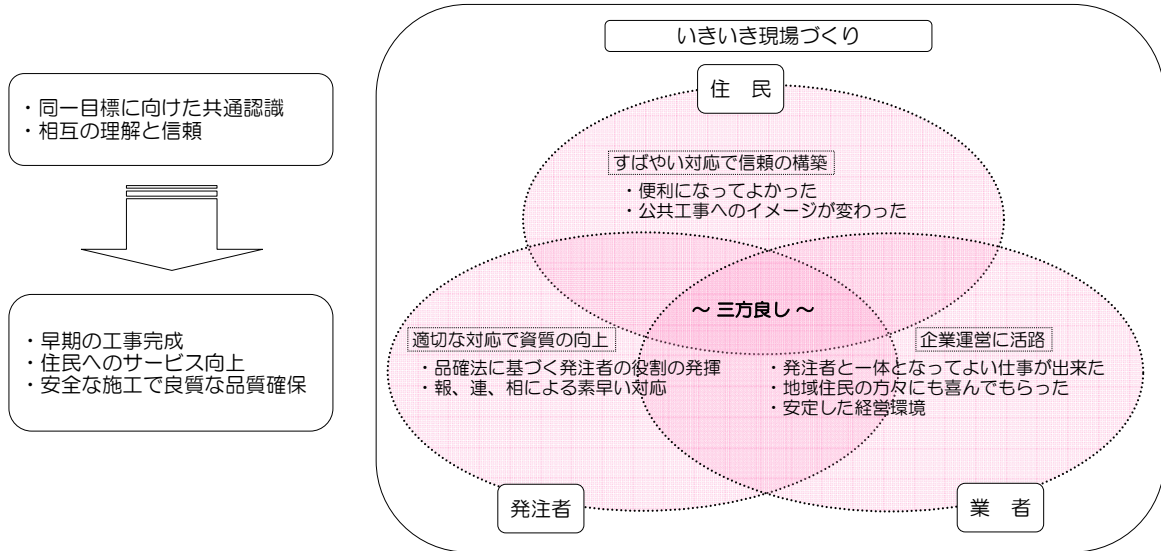 ・同一目標に向けた共通認識
・相互の理解と信頼
・早期の工事完成
・住民へのサービス向上
・安全な施工で良質な品質確保
いきいき現場づくり
住　民
すばやい対応で信頼の構築
・便利になってよかった
・公共工事へのイメージが変わった
～ 三方良し ～
適切な対応で資質の向上
・品確法に基づく発注者の役割の発揮
・報、連、相による素早い対応
企業運営に活路
・発注者と一体となってよい仕事が出来た
・地域住民の方々にも喜んでもらった
・安定した経営環境
発注者
業　者